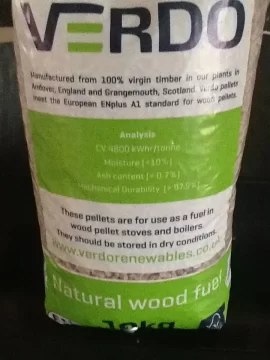 VERDO
Manufactured from 100% virgin timber in our plants in
Andover, England and Grangemouth, Scotland. Verdo pellets
meet the European ENplus A1 standard for wood pellets.
Analysis
CV 4800 kWhr/tonne
Moisture (<10%)
Ash content (< 0.7%)
Mechanical Durability (> 97.5%)
These pellets are for use as a fuel in
wood pellet stoves and boilers.
They should be stored in dry conditions.
www.verdorenewables.co.uk
Natural wood fuel
10kg